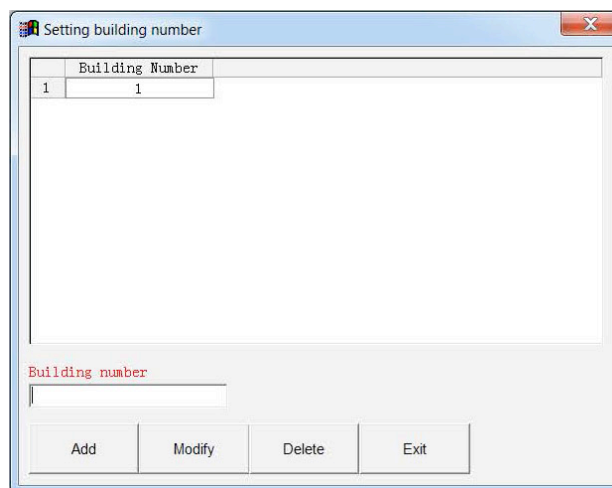 Setting building number
Building Number
1 1
Building number
Add Modify Delete Exit